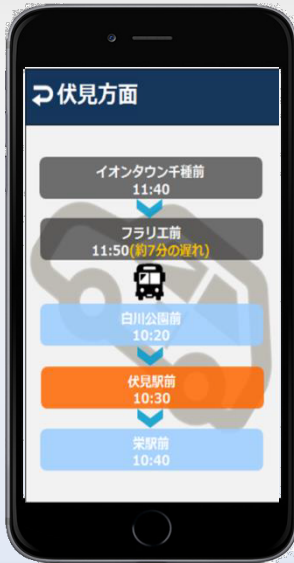 伏見方面
イオンタウン千種前
11:40
フラリエ前
11:50(約7分の遅れ)
白川公園前
10:20
伏見駅前
10:30
栄駅前
10:40